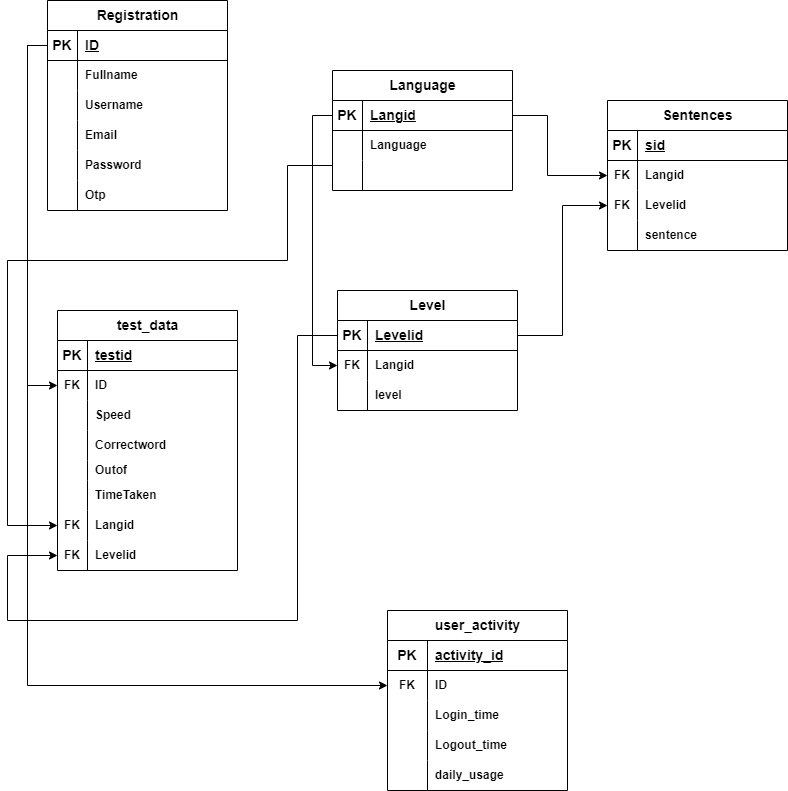 Registration
PK ID
Fullname
Username
Email
Password
Otp
Language
PK Langid
Language
Sentences
PK sid
FK Langid
FK Levelid
sentence
test_data
PK testid
FK ID
Speed
Correctword
Outof
TimeTaken
FK Langid
FK Levelid
Level
PK Levelid
FK Langid
level
user_activity
PK activity_id
FK ID
Login_time
Logout_time
daily_usage